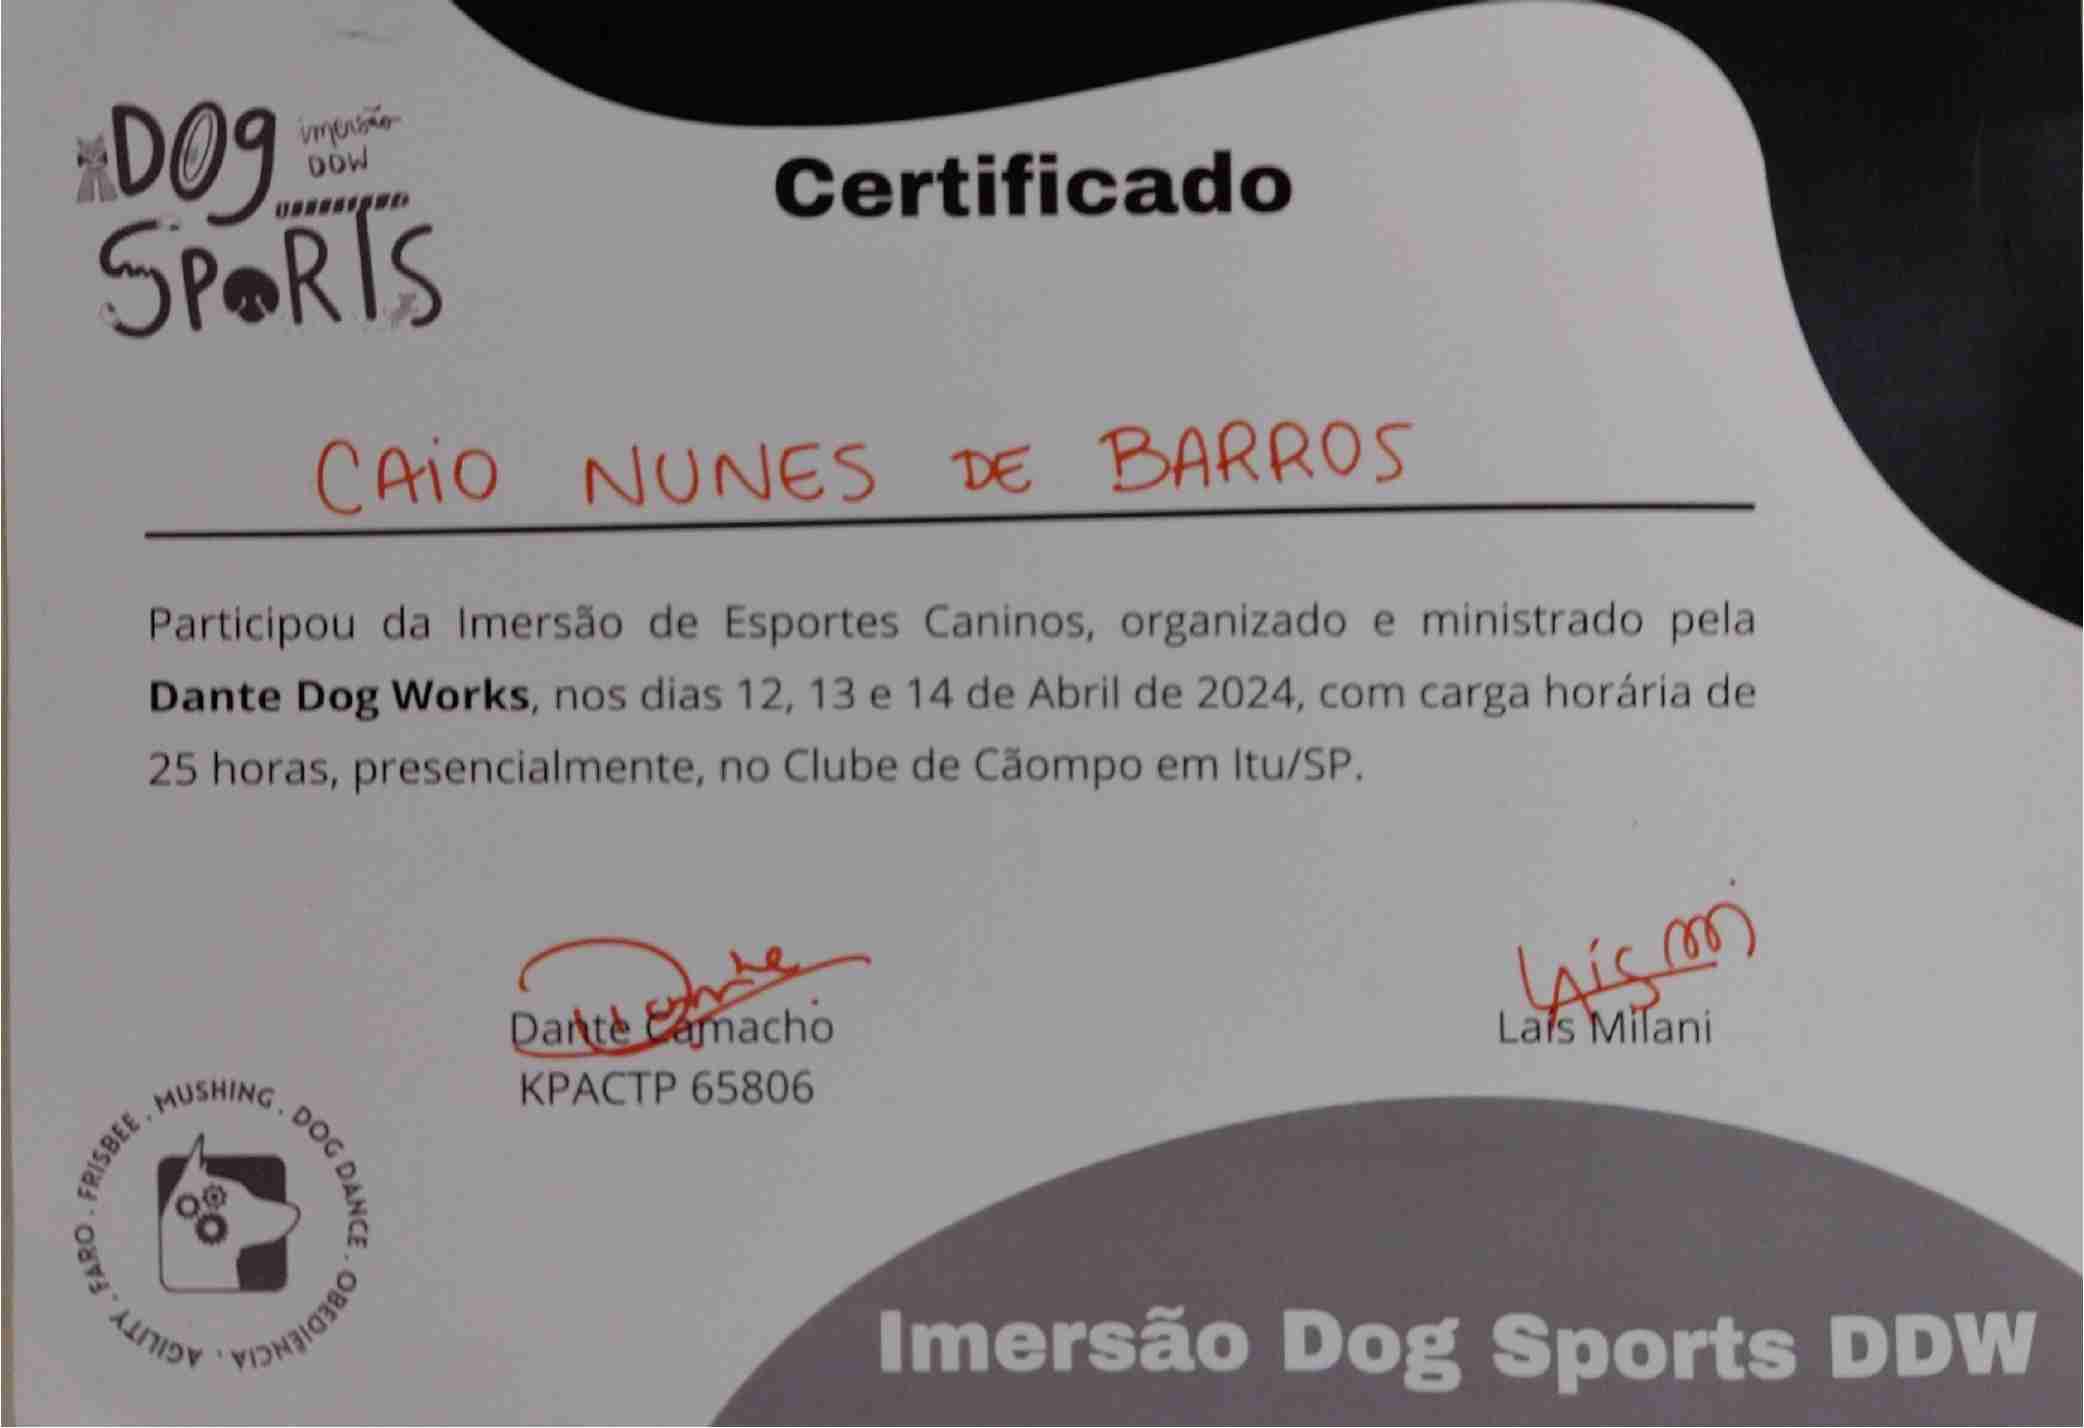 DOg imersão
DDW
SPORTS
Certificado
CAiO NUNES DE BARROS
Participou da Imersão de Esportes Caninos, organizado e ministrado pela
Dante Dog Works, nos dias 12, 13 e 14 de Abril de 2024, com carga horária de
25 horas, presencialmente, no Clube de Cãompo em Itu/SP.
Dante
Laís M
Dante Camacho
Laís Milani
KPACTP 65806
FARO . FRISBEE . MUSHING . DOG DANCE . OBEDIÊNCIA . AGILITY .
Imersão Dog Sports DDW